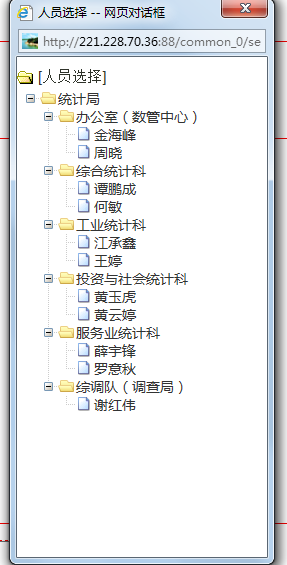 人员选择 -- 网页对话框
http://221.228.70.36:88/common_0/se
[人员选择]
统计局
办公室（数管中心）
金海峰
周晓
综合统计科
谭鹏成
何敏
工业统计科
江承鑫
王婷
投资与社会统计科
黄玉虎
黄云婷
服务业统计科
薛宇锋
罗意秋
综调队（调查局）
谢红伟